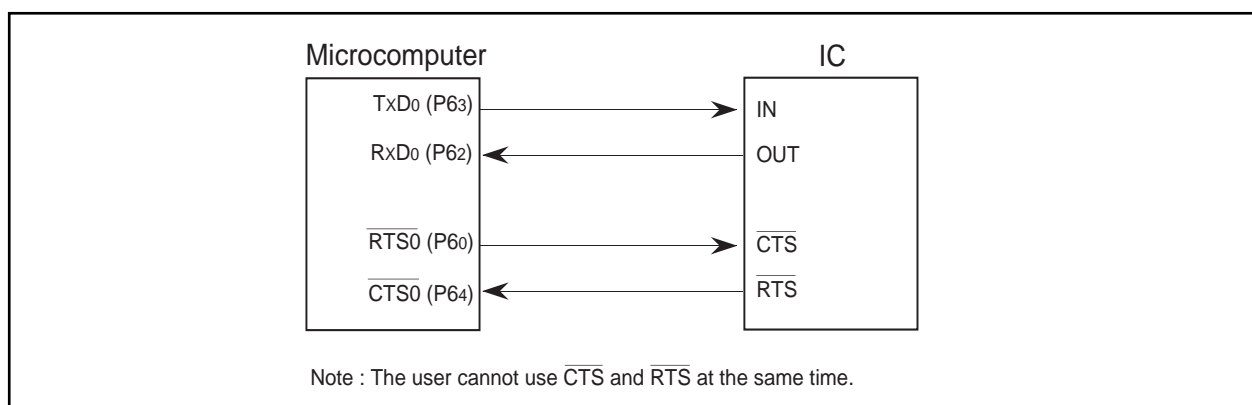 Microcomputer
IC
TxD0 (P63)
IN
RxD0 (P62)
OUT
RTS0 (P60)
CTS
CTS0 (P64)
RTS
Note : The user cannot use CTS and RTS at the same time.